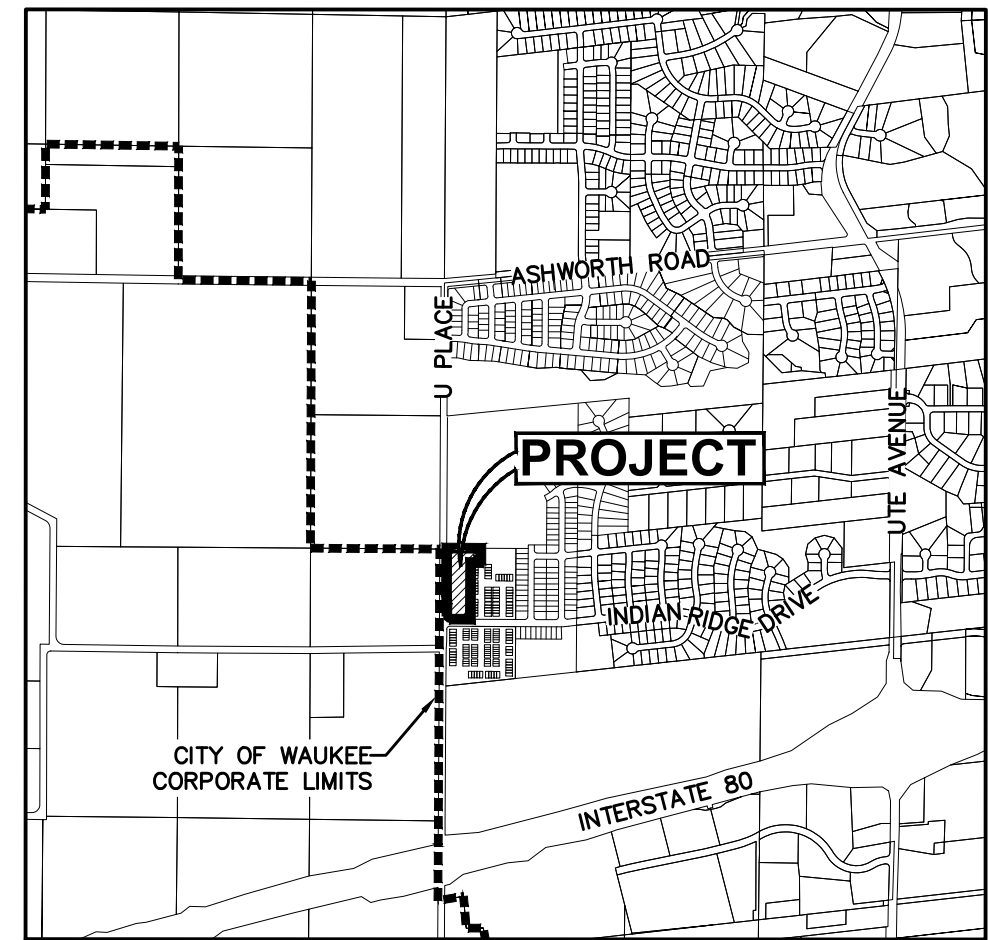 ASHWORTH ROAD
U PLACE
UTE AVENUE
PROJECT
INDIAN RIDGE DRIVE
CITY OF WAUKEE
CORPORATE LIMITS
INTERSTATE 80